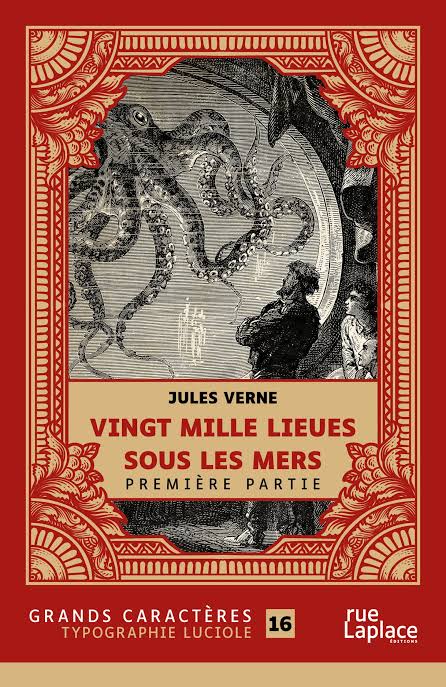 JULES VERNE
VINGT MILLE LIEUES
SOUS LES MERS
PREMIÈRE PARTIE
GRANDS CARACTÈRES
TYPOGRAPHIE LUCIOLE 16
rue
Laplace
ÉDITIONS